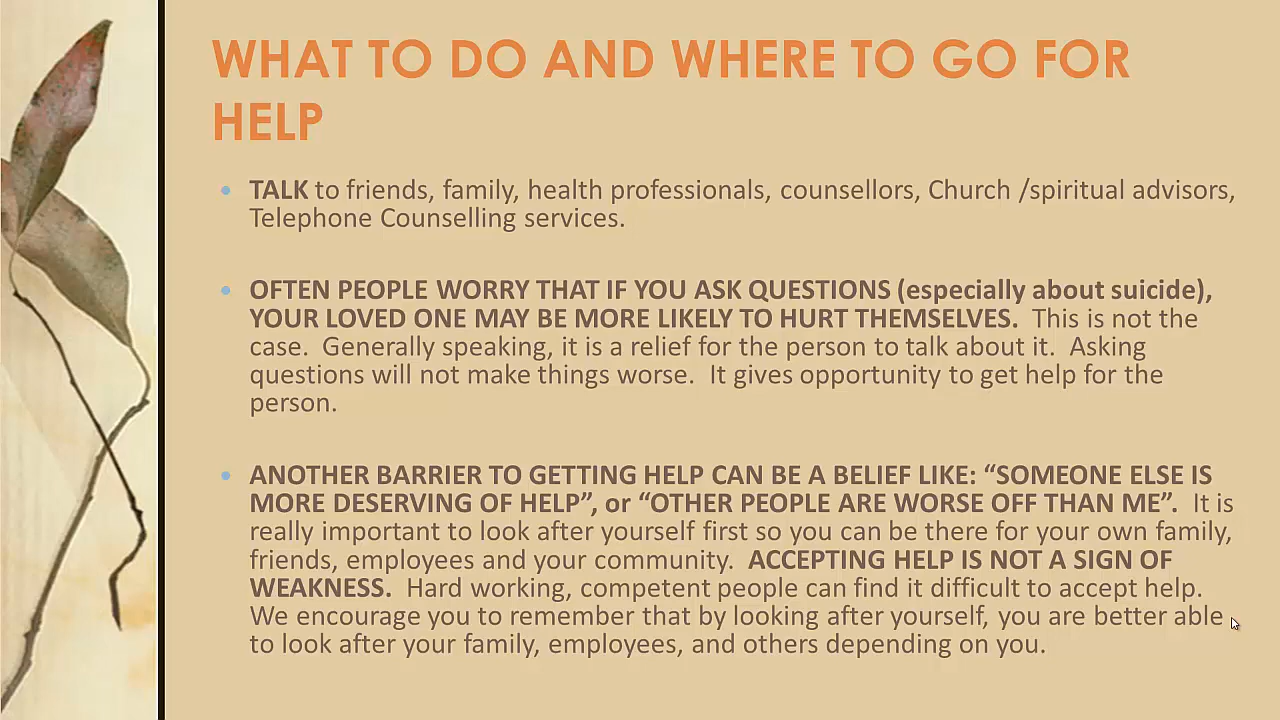 WHAT TO DO AND WHERE TO GO FOR
HELP
• TALK to friends, family, health professionals, counsellors, Church /spiritual advisors,
Telephone Counselling services.
• OFTEN PEOPLE WORRY THAT IF YOU ASK QUESTIONS (especially about suicide),
YOUR LOVED ONE MAY BE MORE LIKELY TO HURT THEMSELVES.  This is not the
case.  Generally speaking, it is a relief for the person to talk about it.  Asking
questions will not make things worse.  It gives opportunity to get help for the
person.
• ANOTHER BARRIER TO GETTING HELP CAN BE A BELIEF LIKE: “SOMEONE ELSE IS
MORE DESERVING OF HELP”, or “OTHER PEOPLE ARE WORSE OFF THAN ME”.  It is
really important to look after yourself first so you can be there for your own family,
friends, employees and your community.  ACCEPTING HELP IS NOT A SIGN OF
WEAKNESS.  Hard working, competent people can find it difficult to accept help.
We encourage you to remember that by looking after yourself, you are better able
to look after your family, employees, and others depending on you.